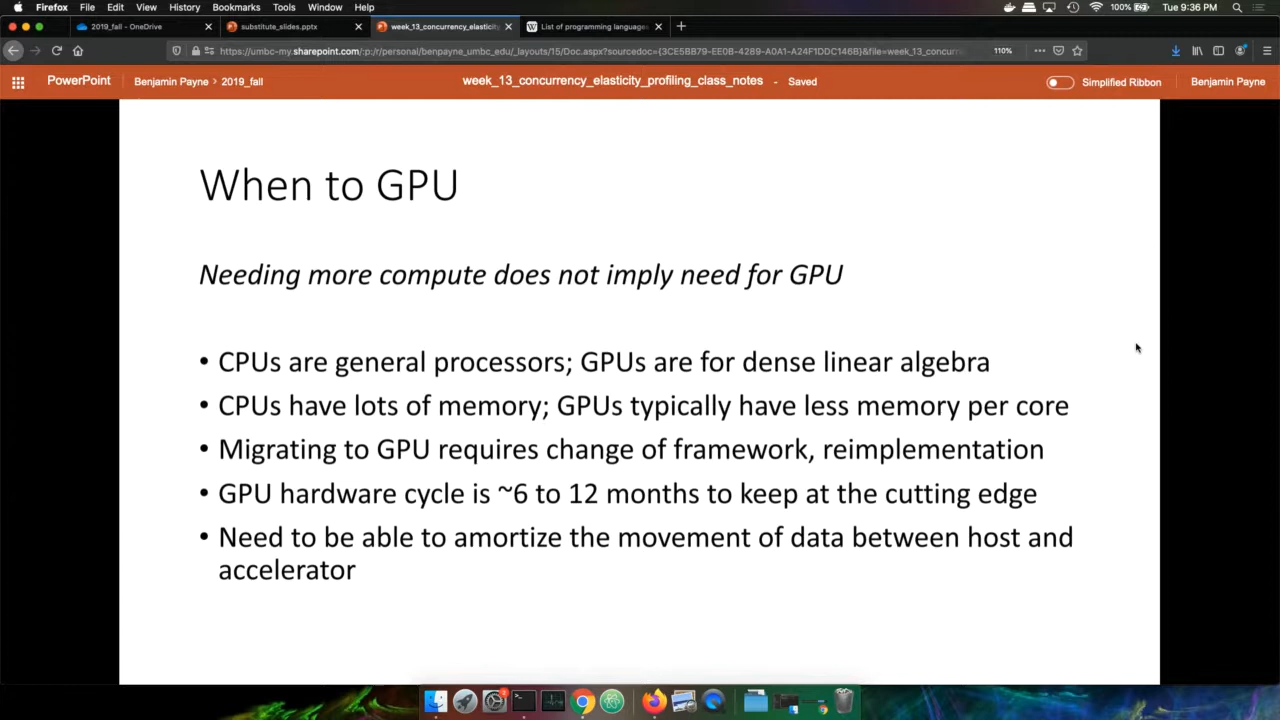 Firefox File Edit View History Bookmarks Tools Window Help 100% Tue 9:36 PM
2019_fall - OneDrive substitute_slides.pptx week_13_concurrency_elasticity List of programming language
https://umbc-my.sharepoint.com/:p:/r/personal/benpayne_umbc_edu/_layouts/15/Doc.aspx?sourcedoc={3CE5BB79-EE0B-4289-A0A1-A24F1DDC146B}&file=week_13_concurr 110%
PowerPoint Benjamin Payne > 2019_fall week_13_concurrency_elasticity_profiling_class_notes - Saved Simplified Ribbon Benjamin Payne
When to GPU
Needing more compute does not imply need for GPU
• CPUs are general processors; GPUs are for dense linear algebra
• CPUs have lots of memory; GPUs typically have less memory per core
• Migrating to GPU requires change of framework, reimplementation
• GPU hardware cycle is ~6 to 12 months to keep at the cutting edge
• Need to be able to amortize the movement of data between host and
accelerator